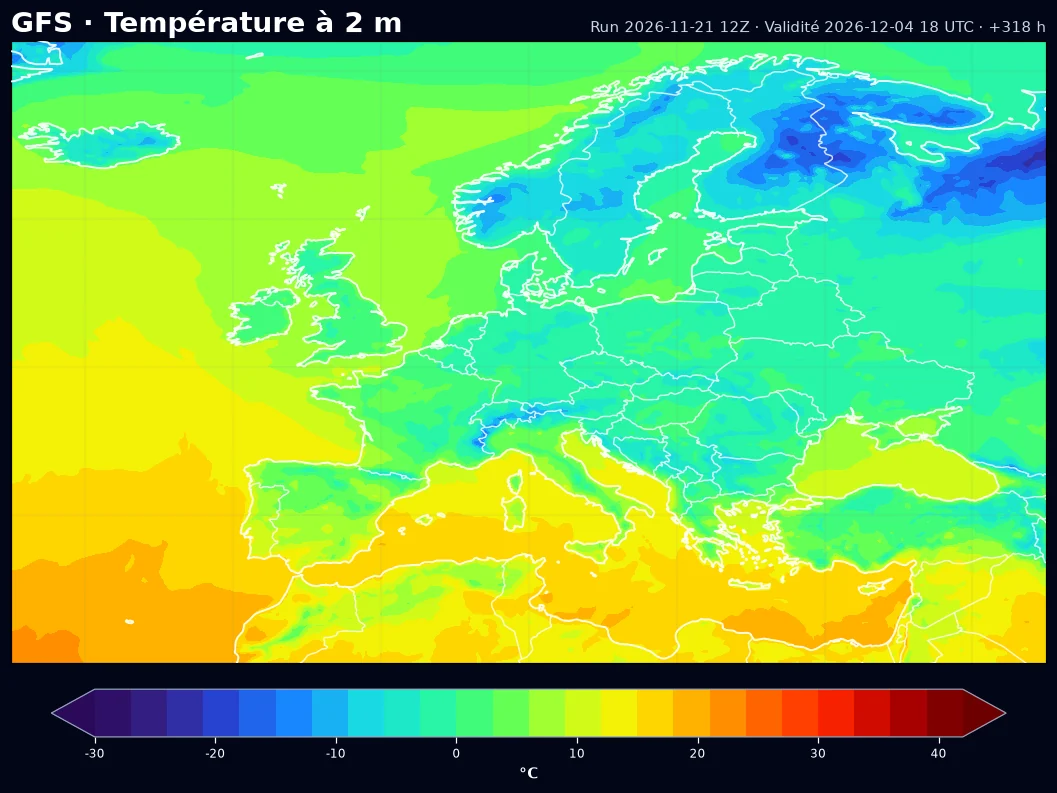 GFS · Température à 2 m
Run 2026-11-21 12Z · Validité 2026-12-04 18 UTC · +318 h
-30 -20 -10 0 10 20 30 40
°C